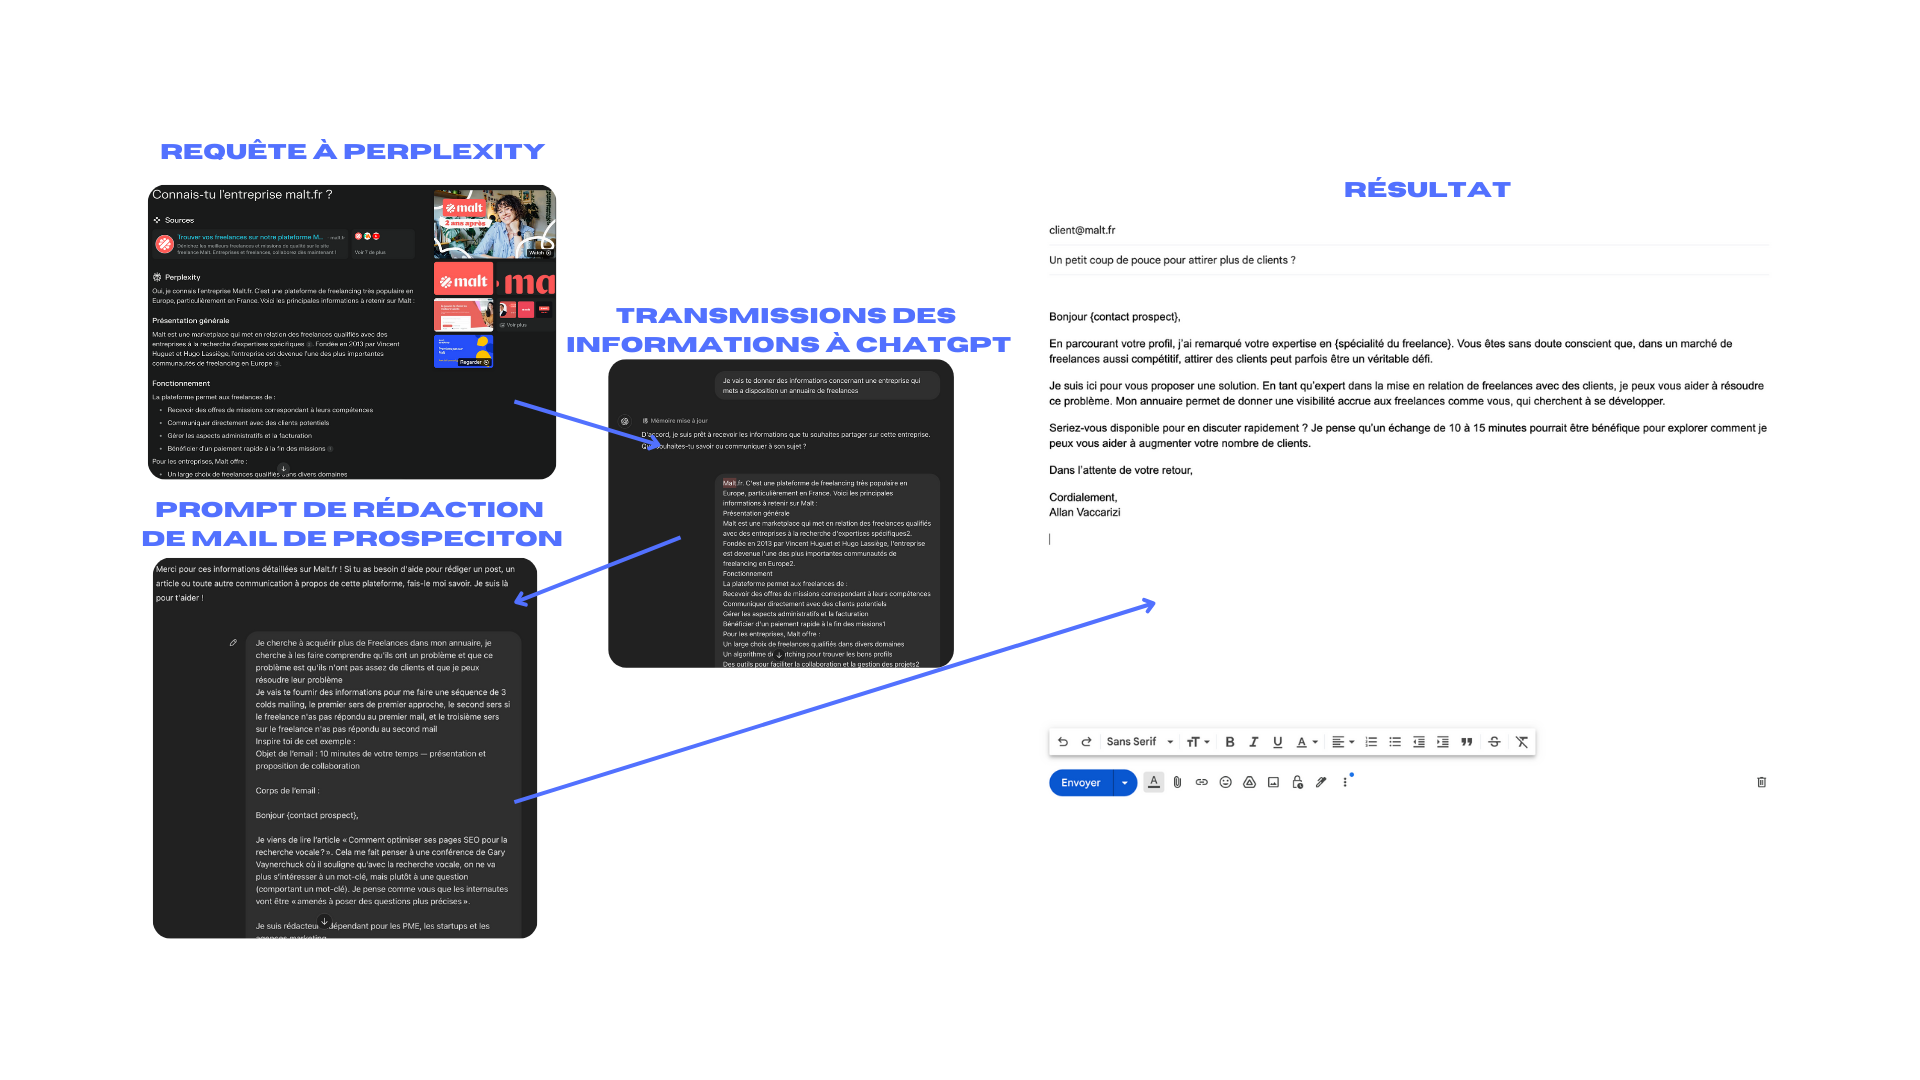 REQUÊTE À PERPLEXITY
Connais-tu l'entreprise malt.fr ?
Sources
Trouver vos freelances sur notre plateforme M...
malt.fr
Dénichez les meilleurs freelances et missions de qualité sur le site
freelance Malt. Entreprises et freelances, collaborez dès maintenant !
Voir 7 de plus
malt
2 ans après
Watch
malt
ma
Voir plus
Regarder
Perplexity
Oui, je connais l'entreprise Malt.fr. C'est une plateforme de freelancing très populaire en
Europe, particulièrement en France. Voici les principales informations à retenir sur Malt :
Présentation générale
Malt est une marketplace qui met en relation des freelances qualifiés avec des
entreprises à la recherche d'expertises spécifiques 2. Fondée en 2013 par Vincent
Huguet et Hugo Lassiège, l'entreprise est devenue l'une des plus importantes
communautés de freelancing en Europe
Fonctionnement
La plateforme permet aux freelances de :
• Recevoir des offres de missions correspondant à leurs compétences
• Communiquer directement avec des clients potentiels
• Gérer les aspects administratifs et la facturation
• Bénéficier d'un paiement rapide à la fin des missions
Pour les entreprises, Malt offre :
• Un large choix de freelances qualifiés dans divers domaines
TRANSMISSIONS DES
INFORMATIONS À CHATGPT
Je vais te donner des informations concernant une entreprise qui
mets a disposition un annuaire de freelances
Mémoire mise à jour
D'accord, je suis prêt à recevoir les informations que tu souhaites partager sur cette entreprise.
Que souhaites-tu savoir ou communiquer à son sujet ?
Malt.fr. C'est une plateforme de freelancing très populaire en
Europe, particulièrement en France. Voici les principales
informations à retenir sur Malt :
Présentation générale
Malt est une marketplace qui met en relation des freelances qualifiés
avec des entreprises à la recherche d'expertises spécifiques2.
Fondée en 2013 par Vincent Huguet et Hugo Lassiège, l'entreprise
est devenue l'une des plus importantes communautés de
freelancing en Europe2.
Fonctionnement
La plateforme permet aux freelances de :
Recevoir des offres de missions correspondant à leurs compétences
Communiquer directement avec des clients potentiels
Gérer les aspects administratifs et la facturation
Bénéficier d'un paiement rapide à la fin des missions1
Pour les entreprises, Malt offre :
Un large choix de freelances qualifiés dans divers domaines
Un algorithme de matching pour trouver les bons profils
Des outils pour faciliter la collaboration et la gestion des projets2
PROMPT DE RÉDACTION
DE MAIL DE PROSPECITON
Merci pour ces informations détaillées sur Malt.fr ! Si tu as besoin d'aide pour rédiger un post, un
article ou toute autre communication à propos de cette plateforme, fais-le moi savoir. Je suis là
pour t'aider !
Je cherche à acquérir plus de Freelances dans mon annuaire, je
cherche à les faire comprendre qu'ils ont un problème et que ce
problème est qu'ils n'ont pas assez de clients et que je peux
résoudre leur problème
Je vais te fournir des informations pour me faire une séquence de 3
colds mailing, le premier sers de premier approche, le second sers si
le freelance n'as pas répondu au premier mail, et le troisième sers
sur le freelance n'as pas répondu au second mail
Inspire toi de cet exemple :
Objet de l'email : 10 minutes de votre temps — présentation et
proposition de collaboration
Corps de l'email :
Bonjour {contact prospect},
Je viens de lire l'article « Comment optimiser ses pages SEO pour la
recherche vocale ? ». Cela me fait penser à une conférence de Gary
Vaynerchuck où il souligne qu'avec la recherche vocale, on ne va
plus s'intéresser à un mot-clé, mais plutôt à une question
(comportant un mot-clé). Je pense comme vous que les internautes
vont être « amenés à poser des questions plus précises ».
Je suis rédacteur indépendant pour les PME, les startups et les
agences marketing
RÉSULTAT
client@malt.fr
Un petit coup de pouce pour attirer plus de clients ?
Bonjour {contact prospect},
En parcourant votre profil, j'ai remarqué votre expertise en {spécialité du freelance}. Vous êtes sans doute conscient que, dans un marché de
freelances aussi compétitif, attirer des clients peut parfois être un véritable défi.
Je suis ici pour vous proposer une solution. En tant qu'expert dans la mise en relation de freelances avec des clients, je peux vous aider à résoudre
ce problème. Mon annuaire permet de donner une visibilité accrue aux freelances comme vous, qui cherchent à se développer.
Seriez-vous disponible pour en discuter rapidement ? Je pense qu'un échange de 10 à 15 minutes pourrait être bénéfique pour explorer comment je
peux vous aider à augmenter votre nombre de clients.
Dans l'attente de votre retour,
Cordialement,
Allan Vaccarizi
Sans Serif
Envoyer